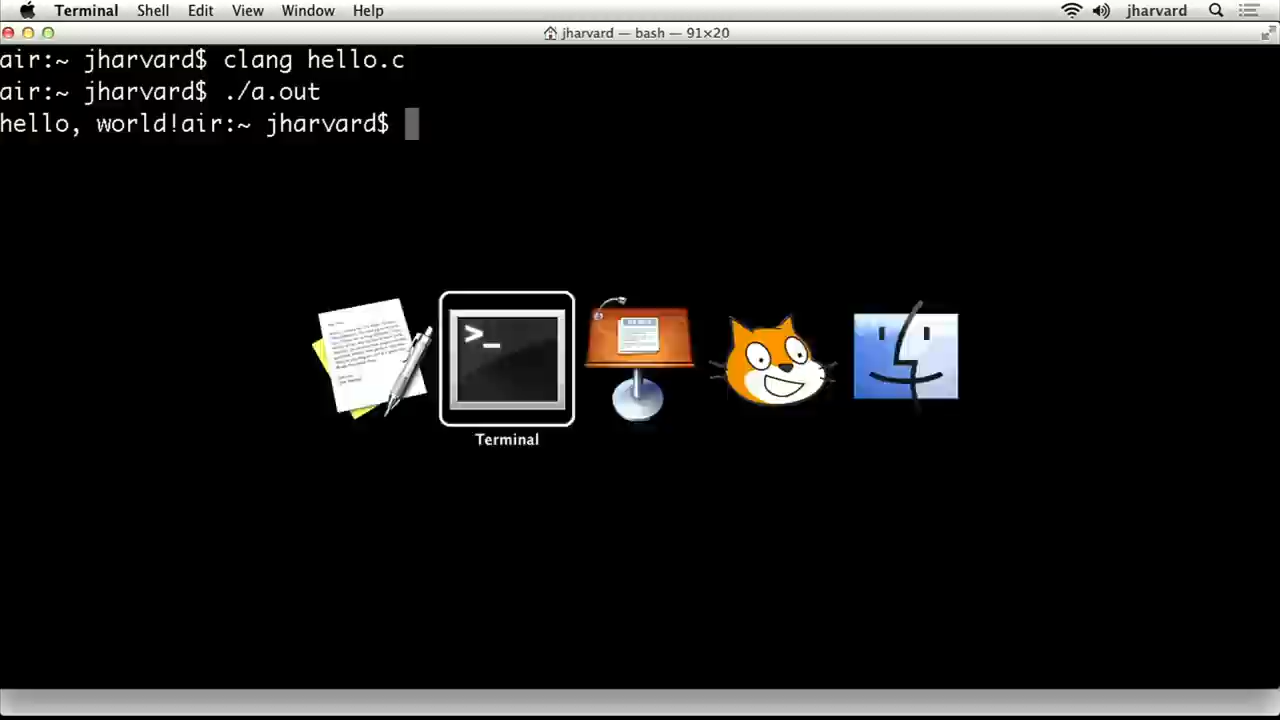 Terminal Shell Edit View Window Help jharvard
jharvard — bash — 91×20
air:~ jharvard$ clang hello.c
air:~ jharvard$ ./a.out
hello, world!air:~ jharvard$
>_
Terminal